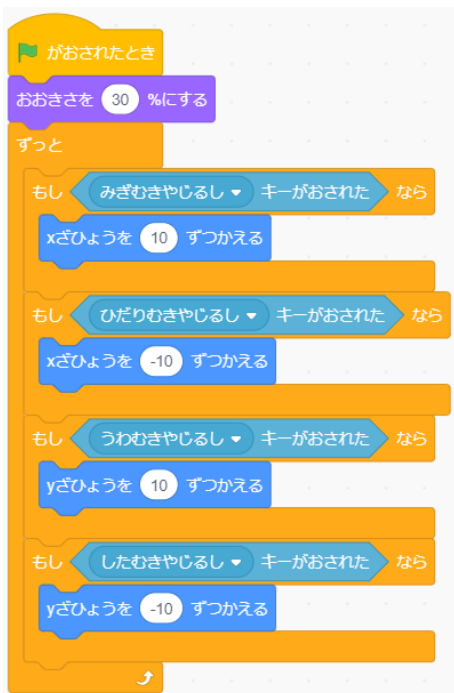 がおされたとき
おおきさを 30 %にする
ずっと
もし みぎむきやじるし キーがおされた なら
xざひょうを 10 ずつかえる
もし ひだりむきやじるし キーがおされた なら
xざひょうを -10 ずつかえる
もし うわむきやじるし キーがおされた なら
yざひょうを 10 ずつかえる
もし したむきやじるし キーがおされた なら
yざひょうを -10 ずつかえる